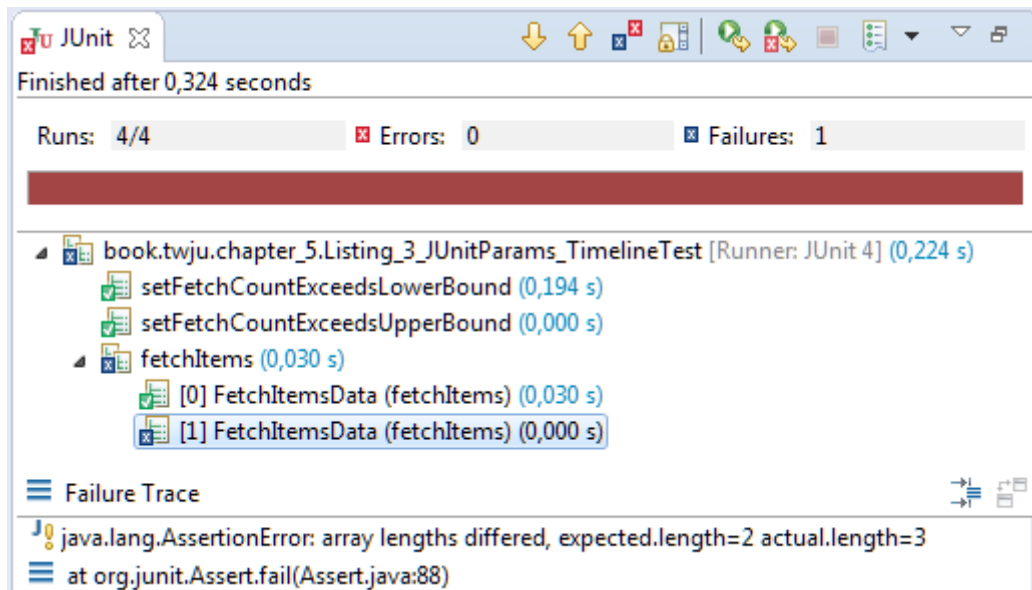 JUnit
Finished after 0,324 seconds
Runs: 4/4 Errors: 0 Failures: 1
book.twju.chapter_5.Listing_3_JUnitParams_TimelineTest [Runner: JUnit 4] (0,224 s)
setFetchCountExceedsLowerBound (0,194 s)
setFetchCountExceedsUpperBound (0,000 s)
fetchItems (0,030 s)
[0] FetchItemsData (fetchItems) (0,030 s)
[1] FetchItemsData (fetchItems) (0,000 s)
Failure Trace
java.lang.AssertionError: array lengths differed, expected.length=2 actual.length=3
at org.junit.Assert.fail(Assert.java:88)